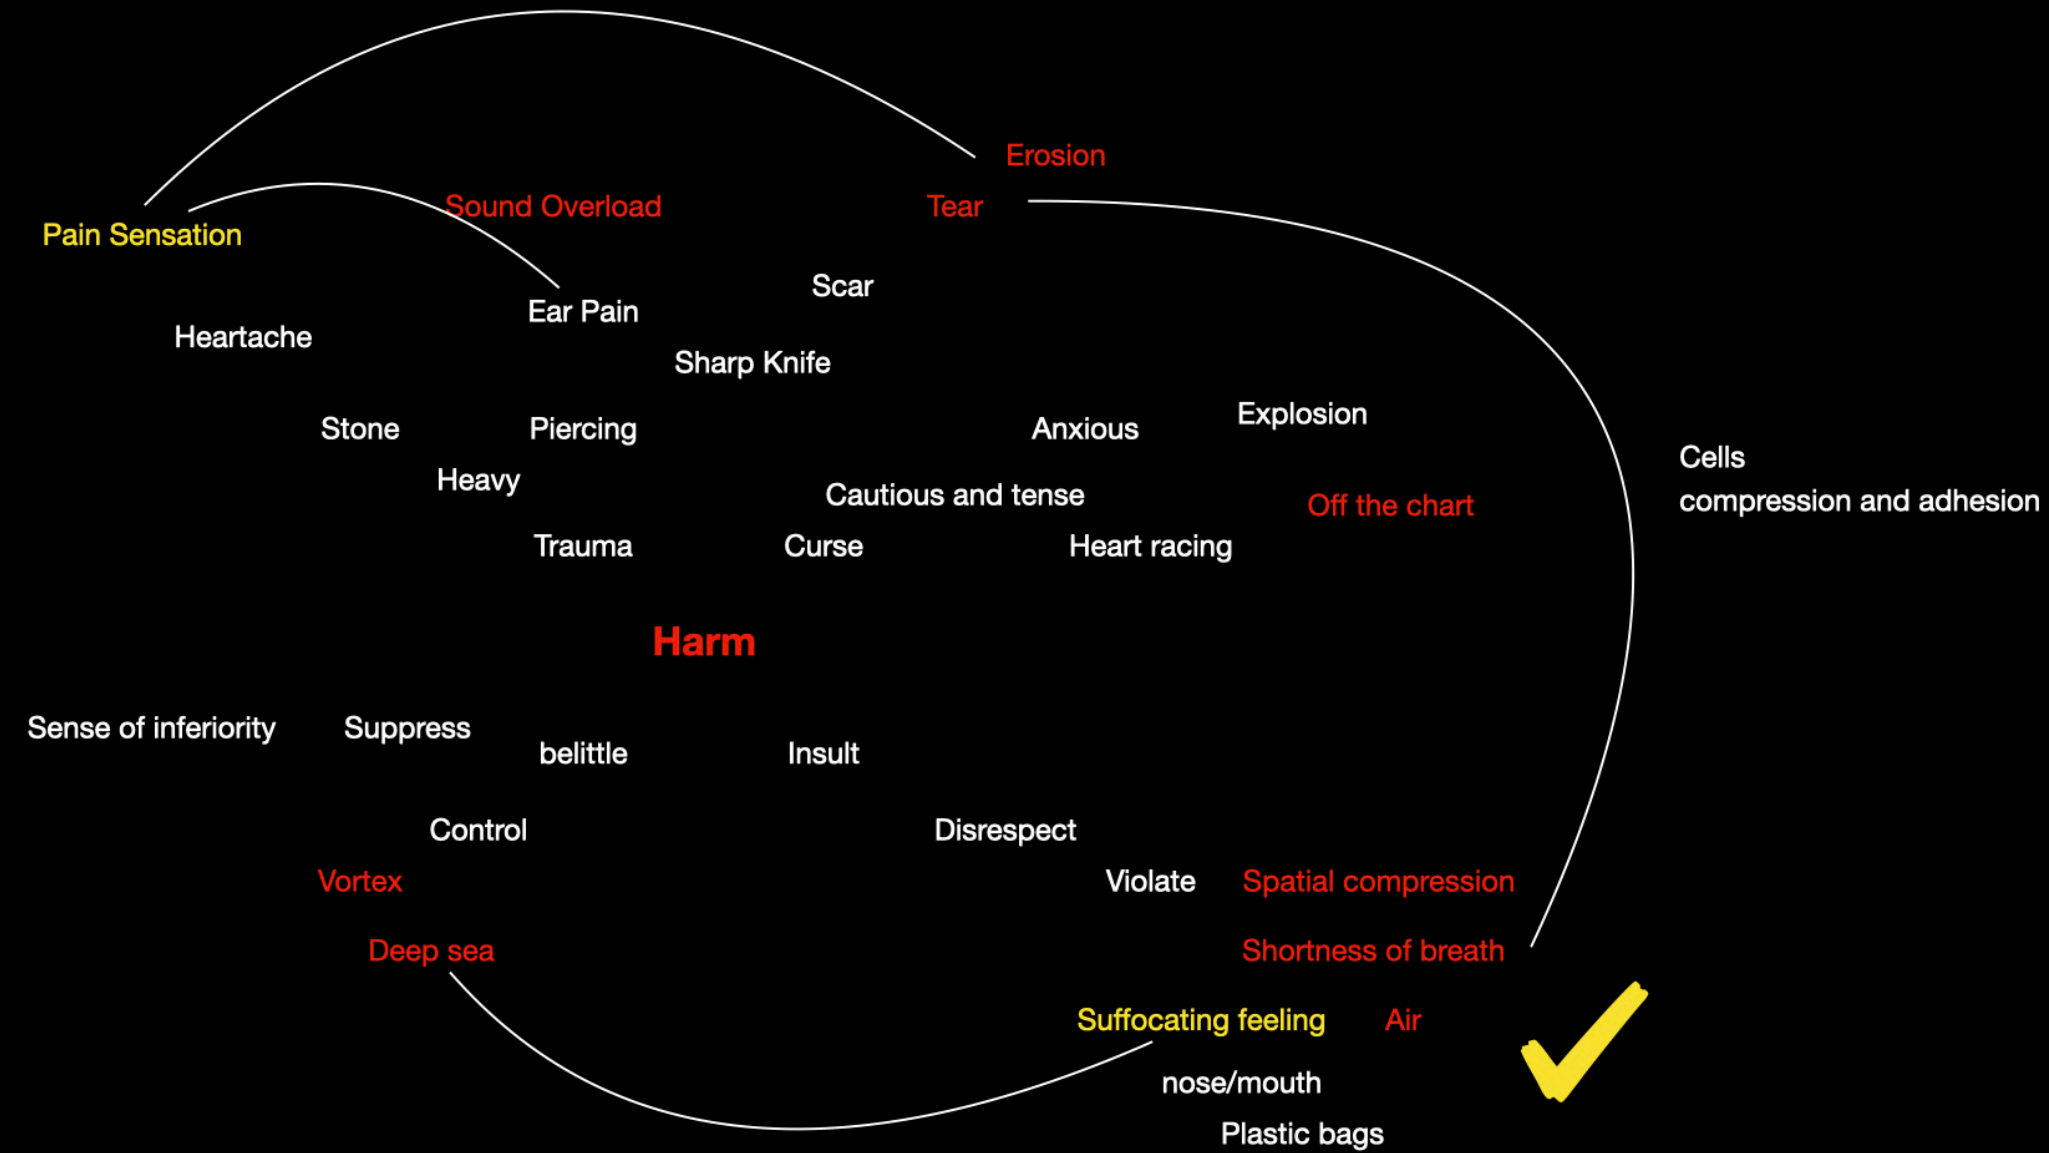 Erosion
Sound Overload
Tear
Pain Sensation
Scar
Ear Pain
Heartache
Sharp Knife
Explosion
Stone
Piercing
Anxious
Cells
compression and adhesion
Heavy
Cautious and tense
Off the chart
Trauma
Curse
Heart racing
Harm
Sense of inferiority
Suppress
belittle
Insult
Control
Disrespect
Vortex
Violate
Spatial compression
Deep sea
Shortness of breath
Suffocating feeling
Air
nose/mouth
Plastic bags